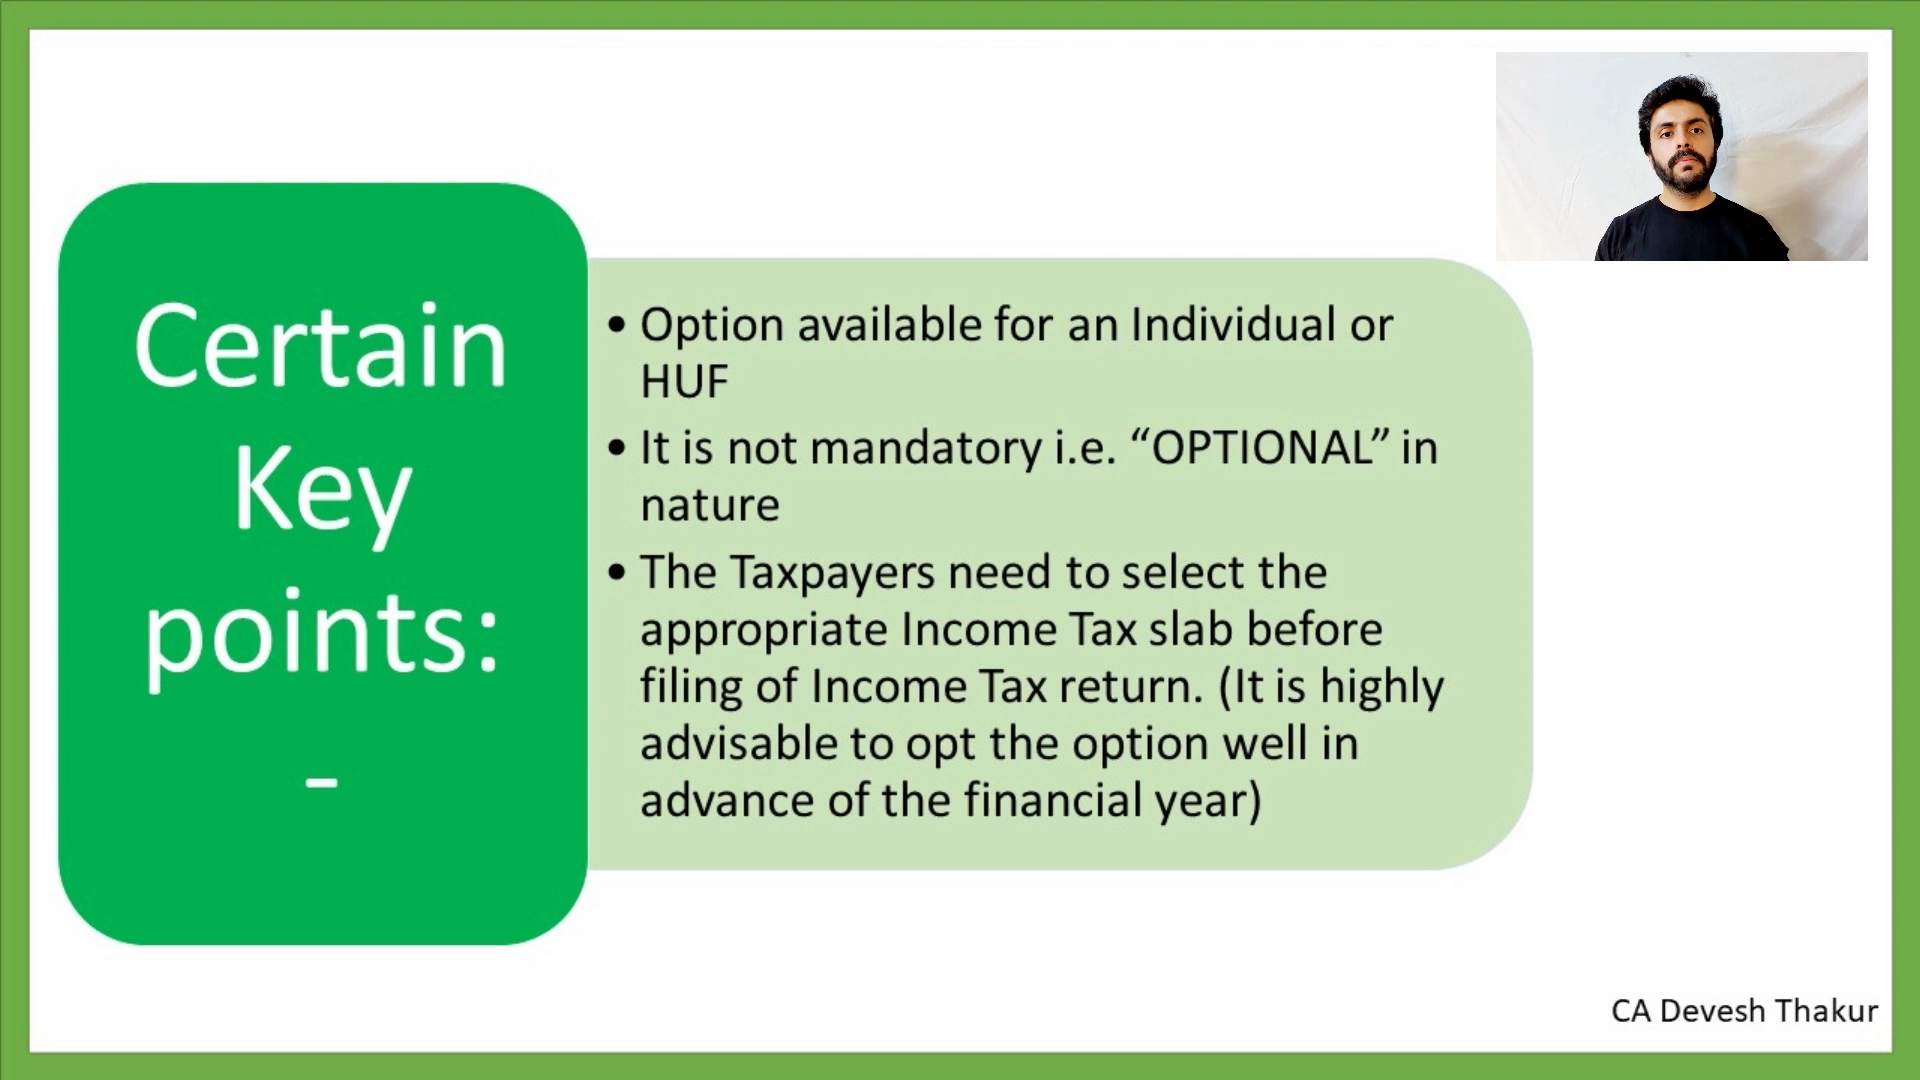 Certain
Key
points:
-
• Option available for an Individual or
HUF
• It is not mandatory i.e. “OPTIONAL” in
nature
• The Taxpayers need to select the
appropriate Income Tax slab before
filing of Income Tax return. (It is highly
advisable to opt the option well in
advance of the financial year)
CA Devesh Thakur